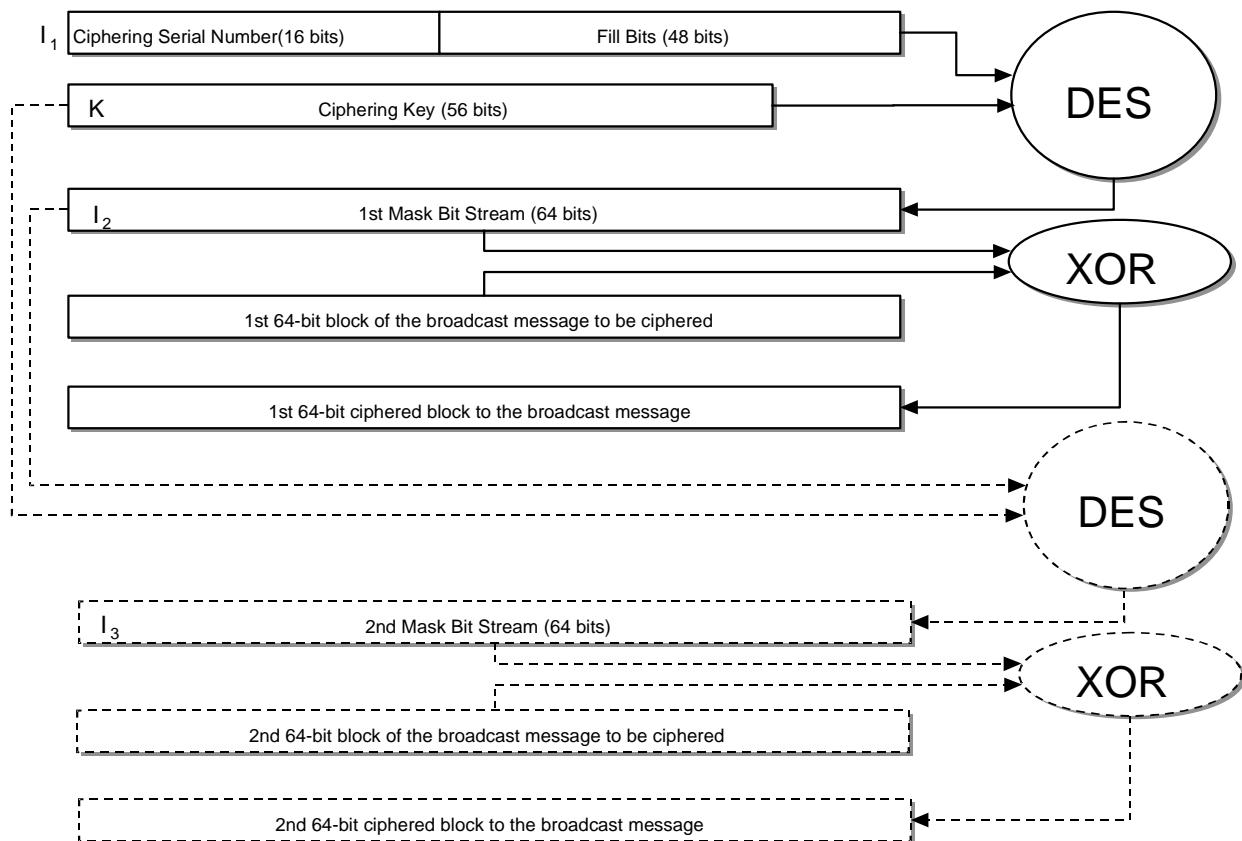 I1 Ciphering Serial Number(16 bits) Fill Bits (48 bits)
DES
K Ciphering Key (56 bits)
I2 1st Mask Bit Stream (64 bits)
XOR
1st 64-bit block of the broadcast message to be ciphered
1st 64-bit ciphered block to the broadcast message
DES
I3 2nd Mask Bit Stream (64 bits)
XOR
2nd 64-bit block of the broadcast message to be ciphered
2nd 64-bit ciphered block to the broadcast message